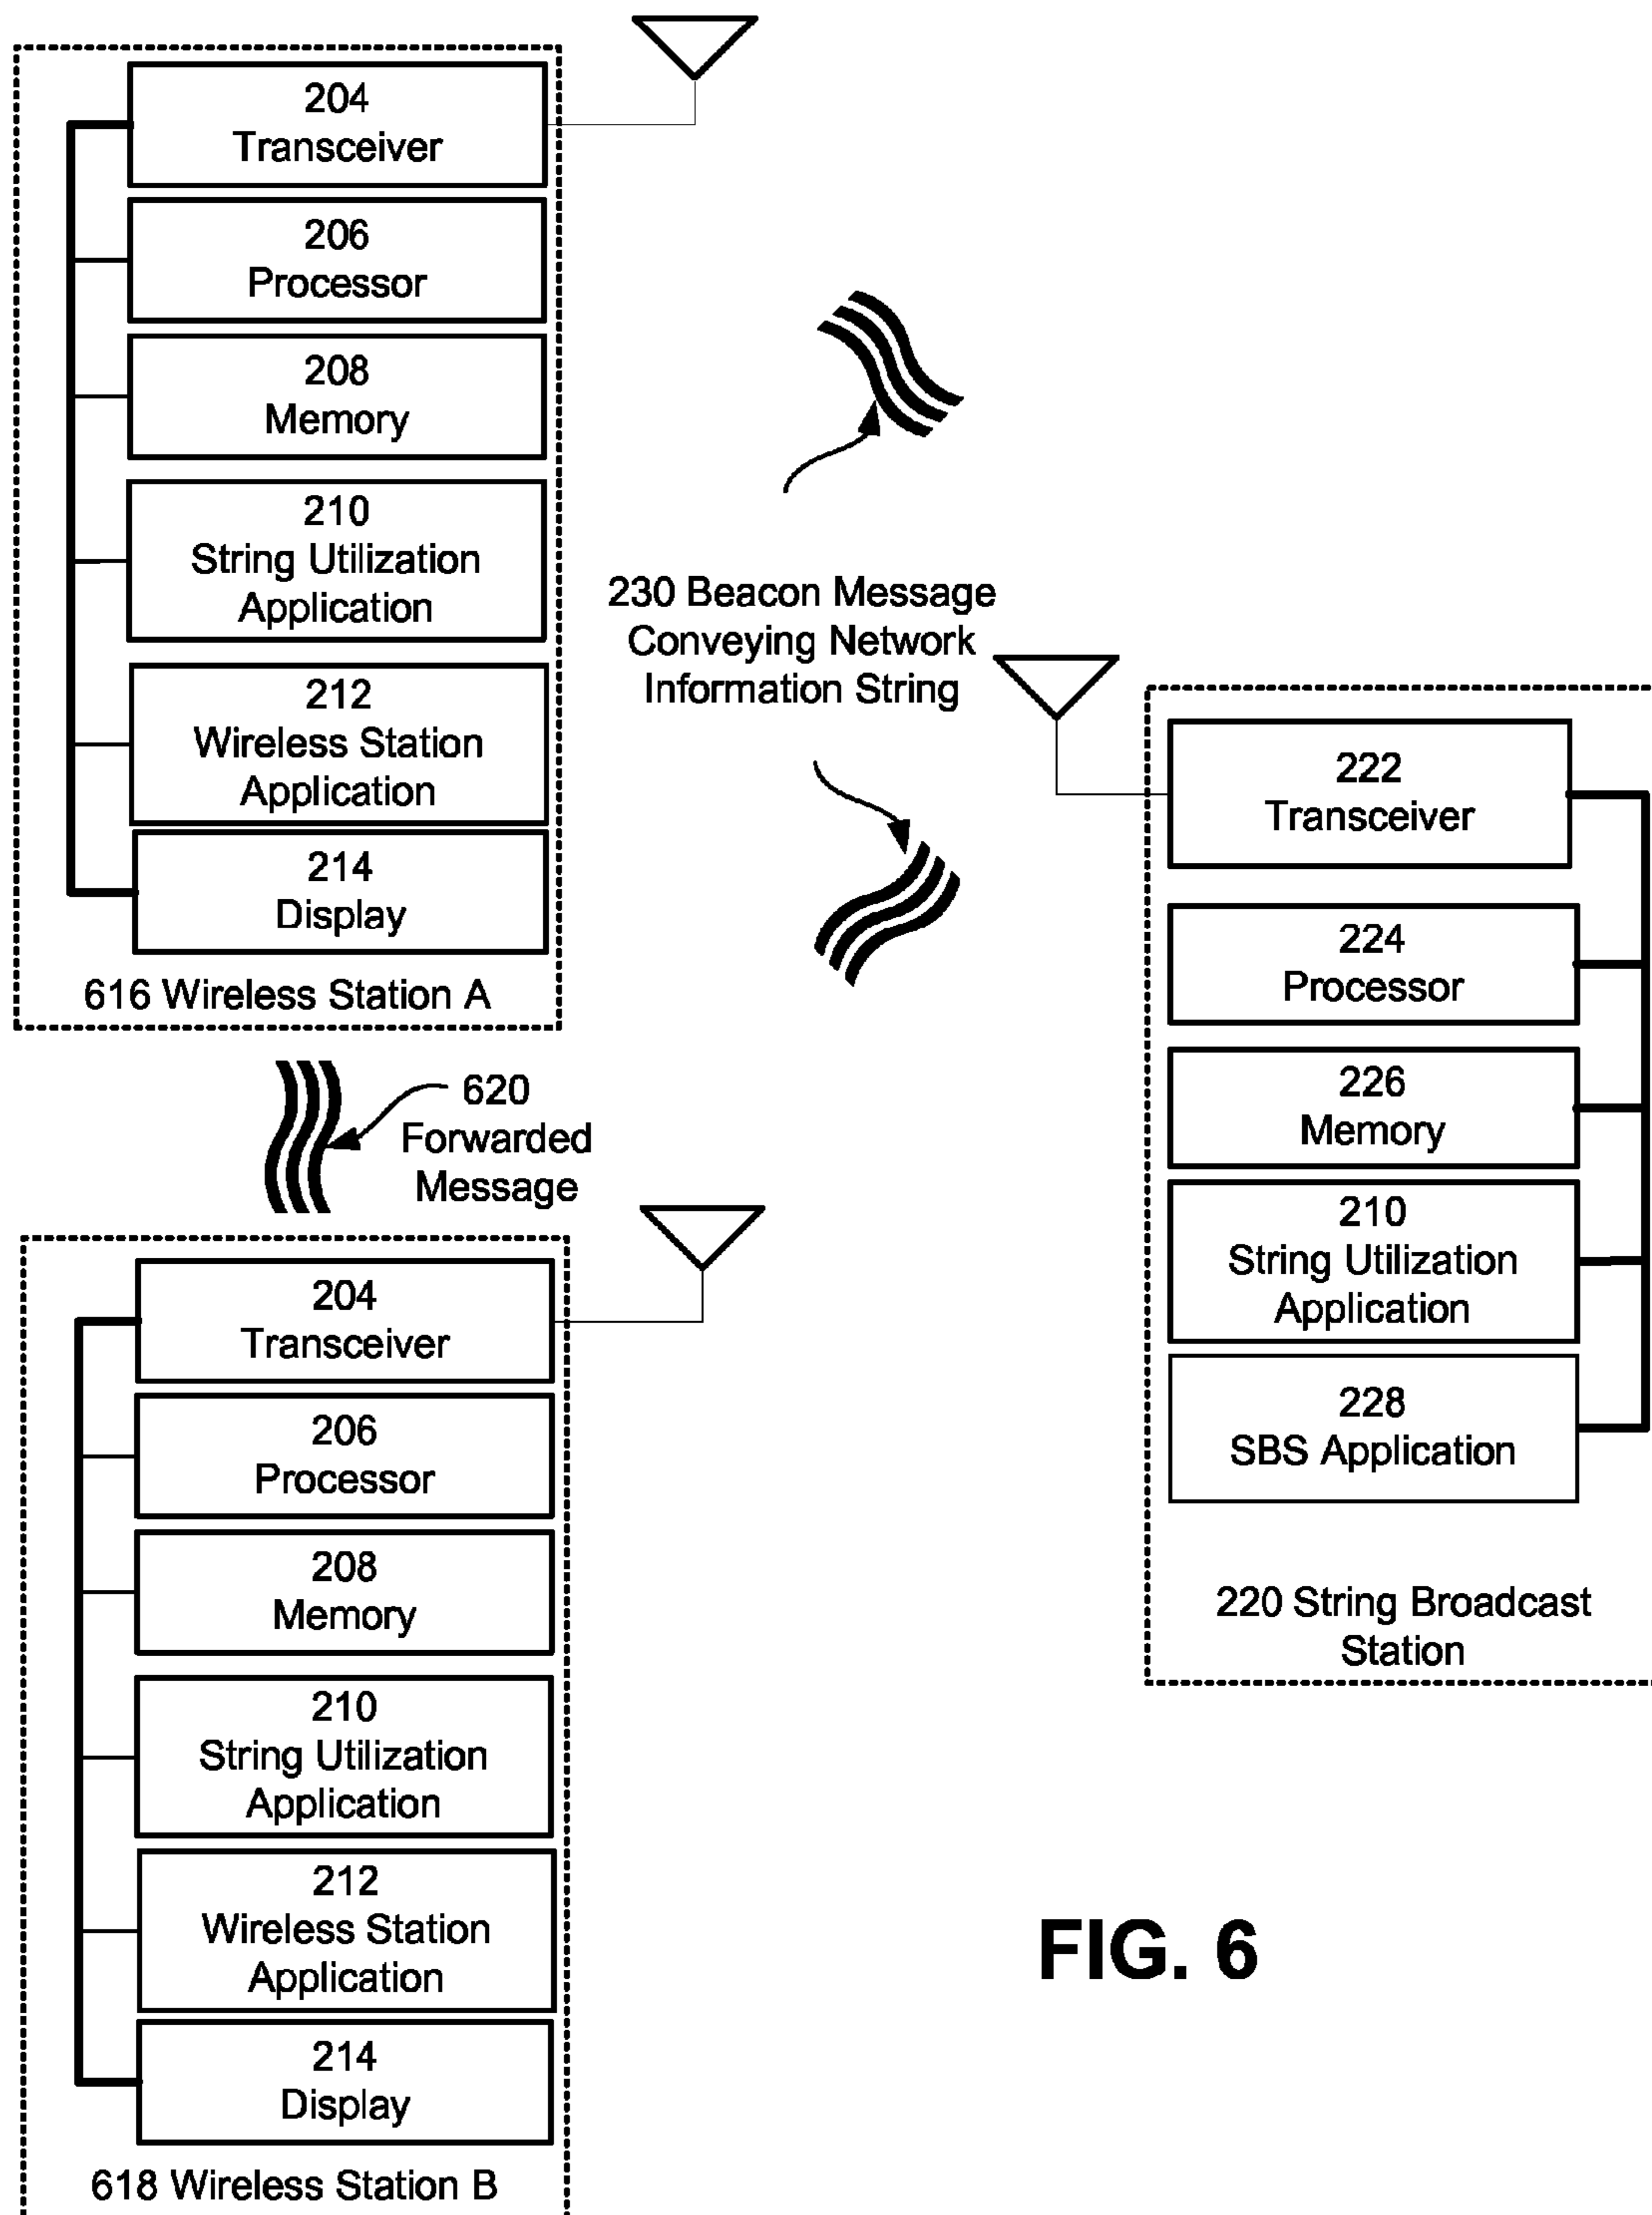 204
Transceiver
206
Processor
208
Memory
210
String Utilization
Application
212
Wireless Station
Application
214
Display
616 Wireless Station A
230 Beacon Message
Conveying Network
Information String
620
Forwarded
Message
204
Transceiver
206
Processor
208
Memory
210
String Utilization
Application
212
Wireless Station
Application
214
Display
618 Wireless Station B
222
Transceiver
224
Processor
226
Memory
210
String Utilization
Application
228
SBS Application
220 String Broadcast
Station
FIG. 6